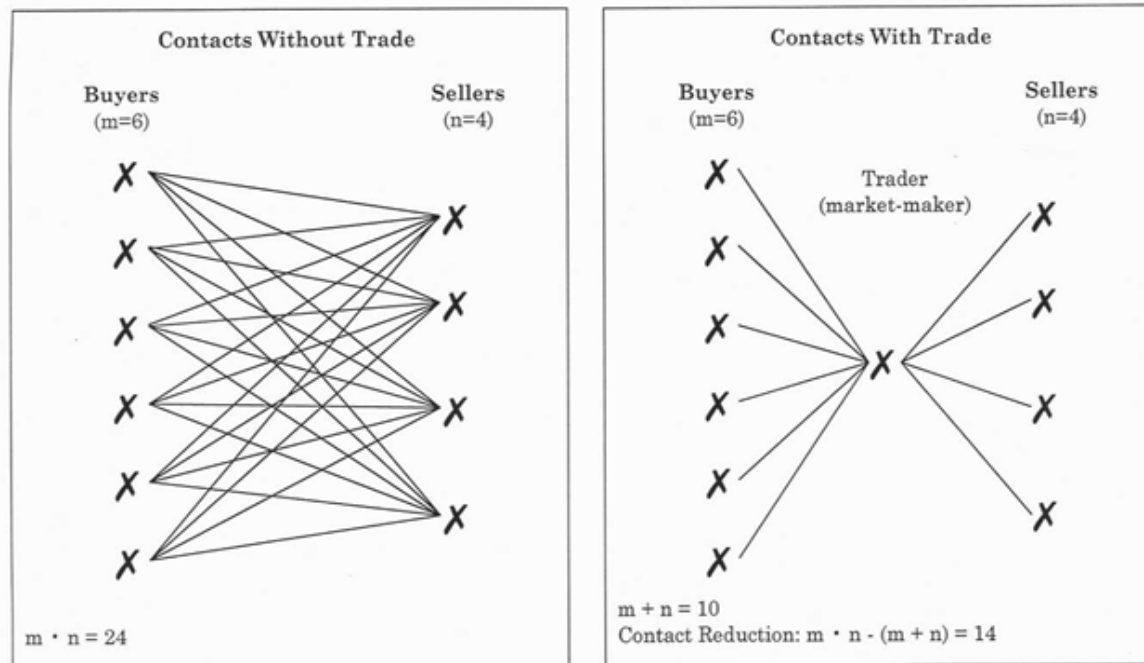 Contacts Without Trade
Buyers
(m=6)
Sellers
(n=4)
m · n = 24
Contacts With Trade
Buyers
(m=6)
Sellers
(n=4)
Trader
(market-maker)
m + n = 10
Contact Reduction: m · n - (m + n) = 14